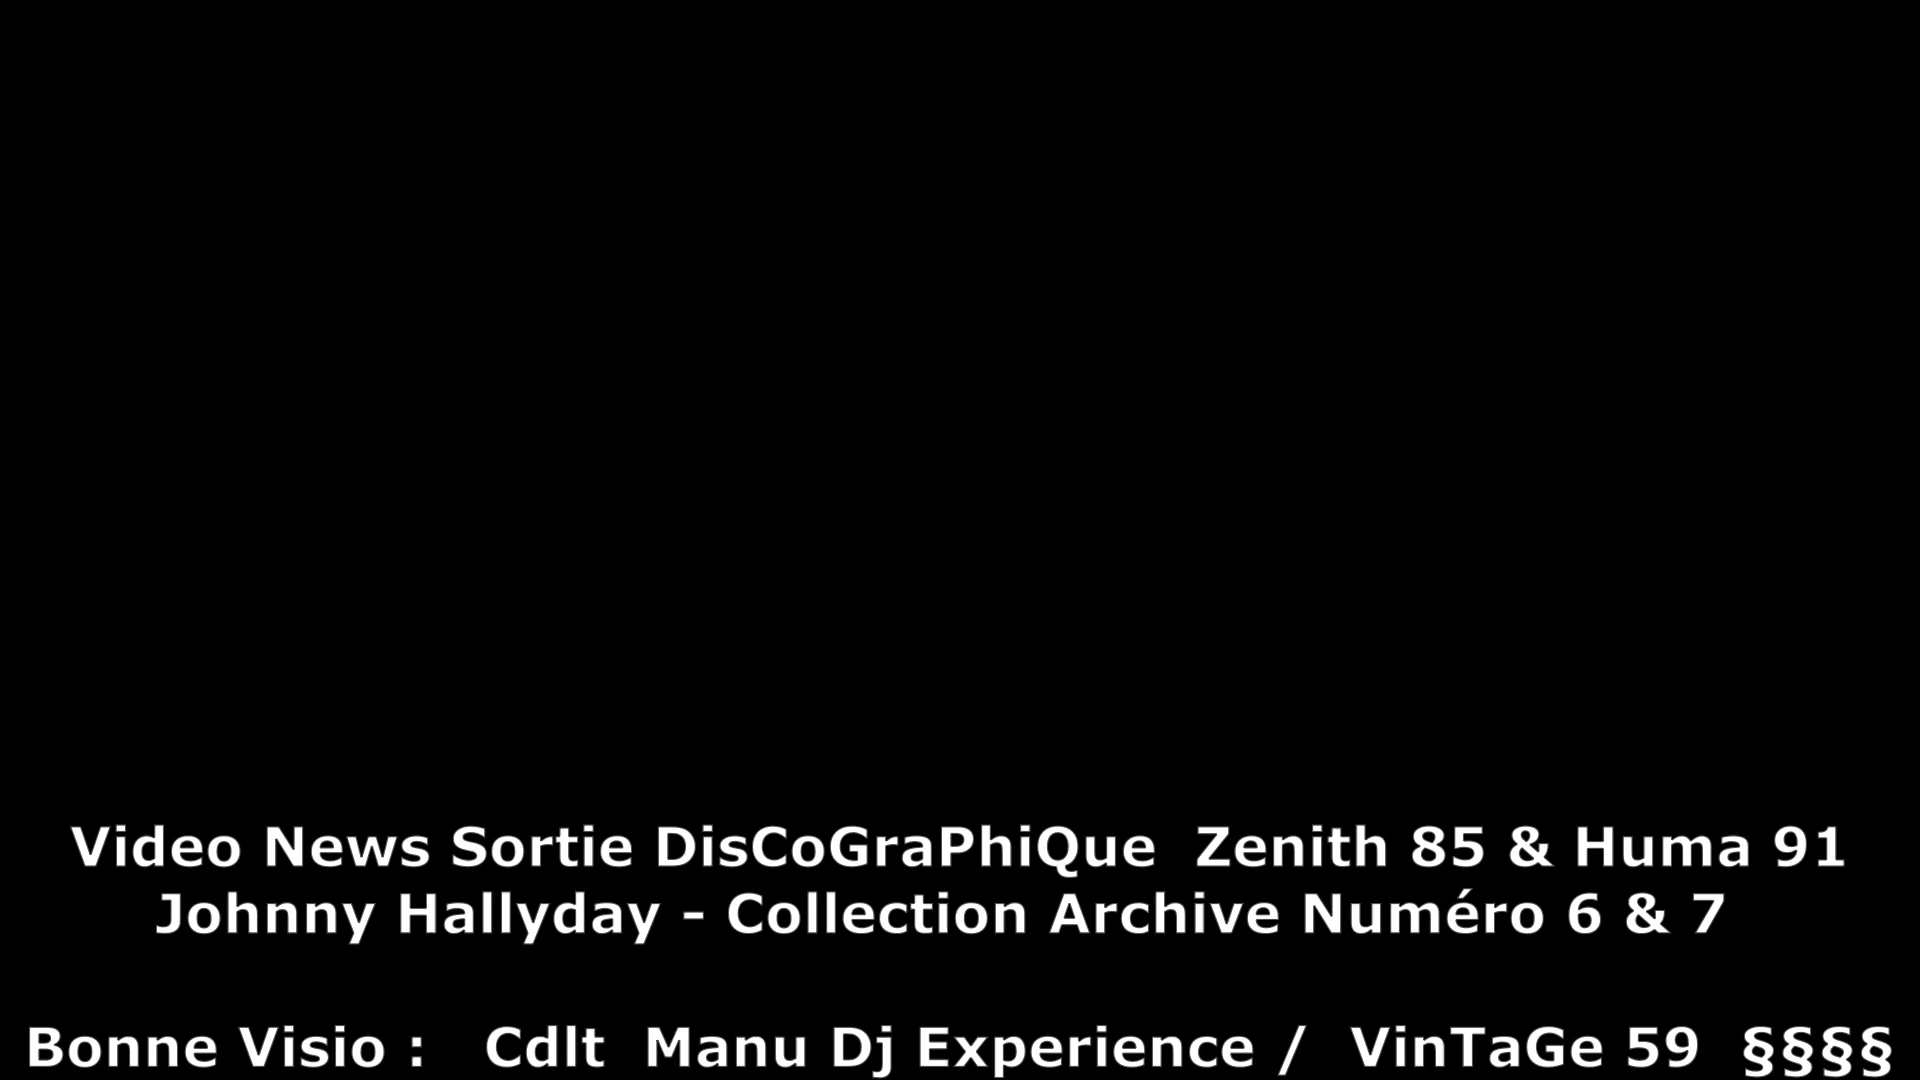 Video News Sortie DisCoGraPhiQue  Zenith 85 & Huma 91
Johnny Hallyday - Collection Archive Numéro 6 & 7
Bonne Visio :   Cdlt  Manu Dj Experience /  VinTaGe 59  §§§§